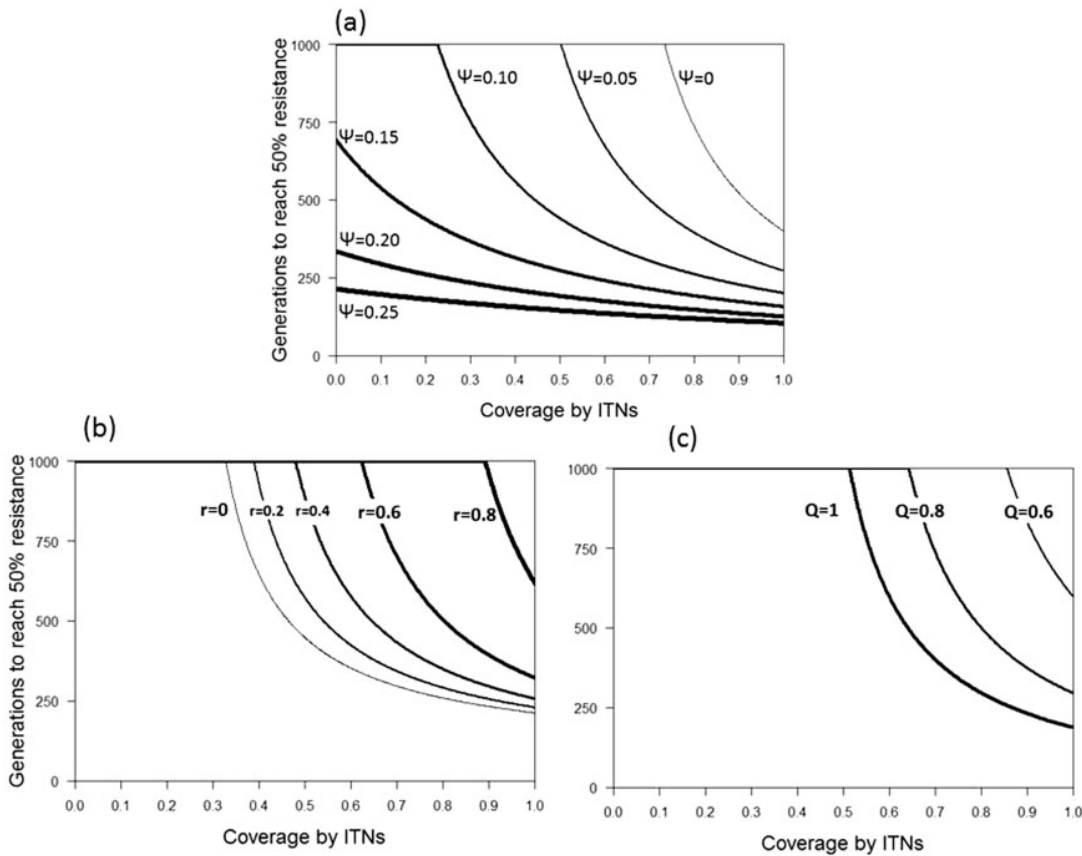 (a)
Generations to reach 50% resistance
1000
750
500
250
0
Ψ=0.10
Ψ=0.05
Ψ=0
Ψ=0.15
Ψ=0.20
Ψ=0.25
0.0 0.1 0.2 0.3 0.4 0.5 0.6 0.7 0.8 0.9 1.0
Coverage by ITNs
(b)
Generations to reach 50% resistance
1000
750
500
250
0
r=0 r=0.2 r=0.4 r=0.6 r=0.8
0.0 0.1 0.2 0.3 0.4 0.5 0.6 0.7 0.8 0.9 1.0
Coverage by ITNs
(c)
1000
750
500
250
0
Q=1 Q=0.8 Q=0.6
0.0 0.1 0.2 0.3 0.4 0.5 0.6 0.7 0.8 0.9 1.0
Coverage by ITNs